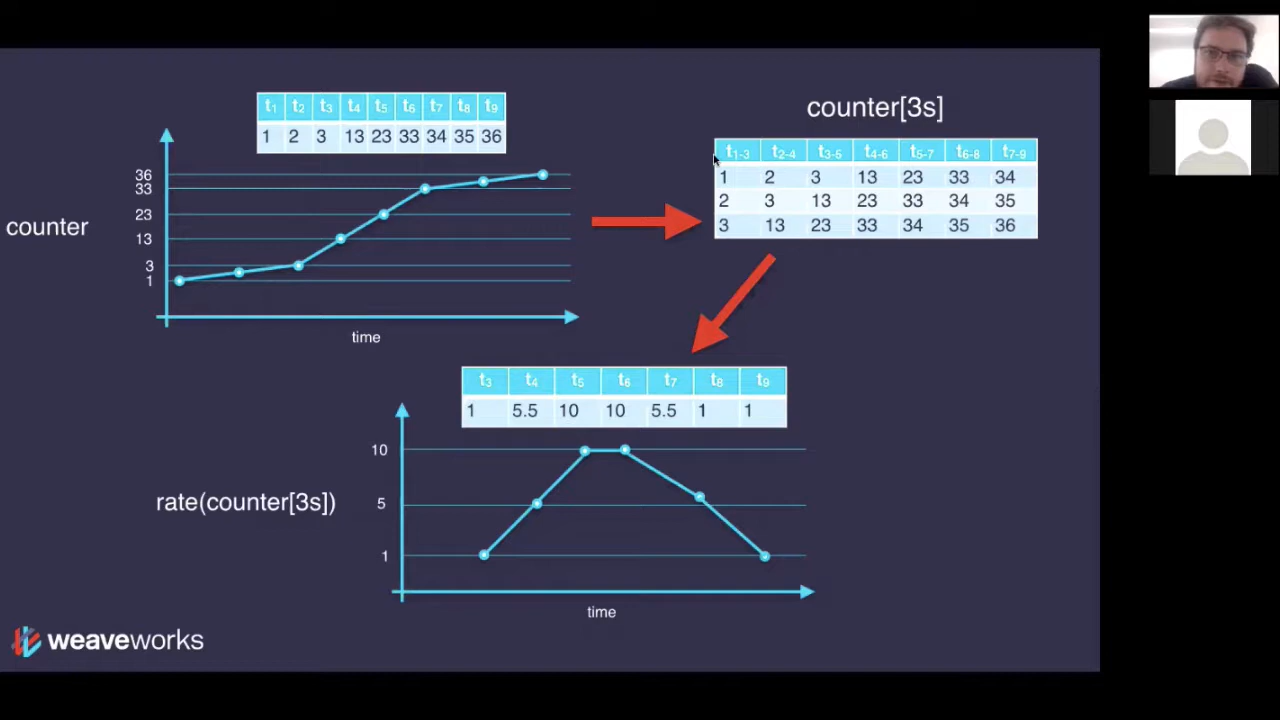 t1 t2 t3 t4 t5 t6 t7 t8 t9
1 2 3 13 23 33 34 35 36
36
33
23
13
3
1
counter
time
counter[3s]
t1-3 t2-4 t3-5 t4-6 t5-7 t6-8 t7-9
1 2 3 13 23 33 34
2 3 13 23 33 34 35
3 13 23 33 34 35 36
t3 t4 t5 t6 t7 t8 t9
1 5.5 10 10 5.5 1 1
10
5
1
rate(counter[3s])
time
weaveworks